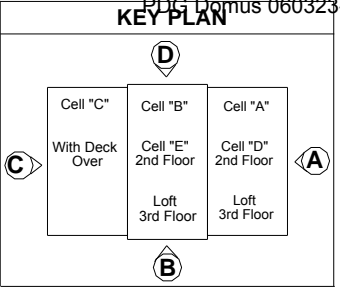 PDG Domus 060323
KEY PLAN
D
Cell "C"
With Deck
Over
Cell "B"
Cell "E"
2nd Floor
Loft
3rd Floor
Cell "A"
Cell "D"
2nd Floor
Loft
3rd Floor
C
A
B